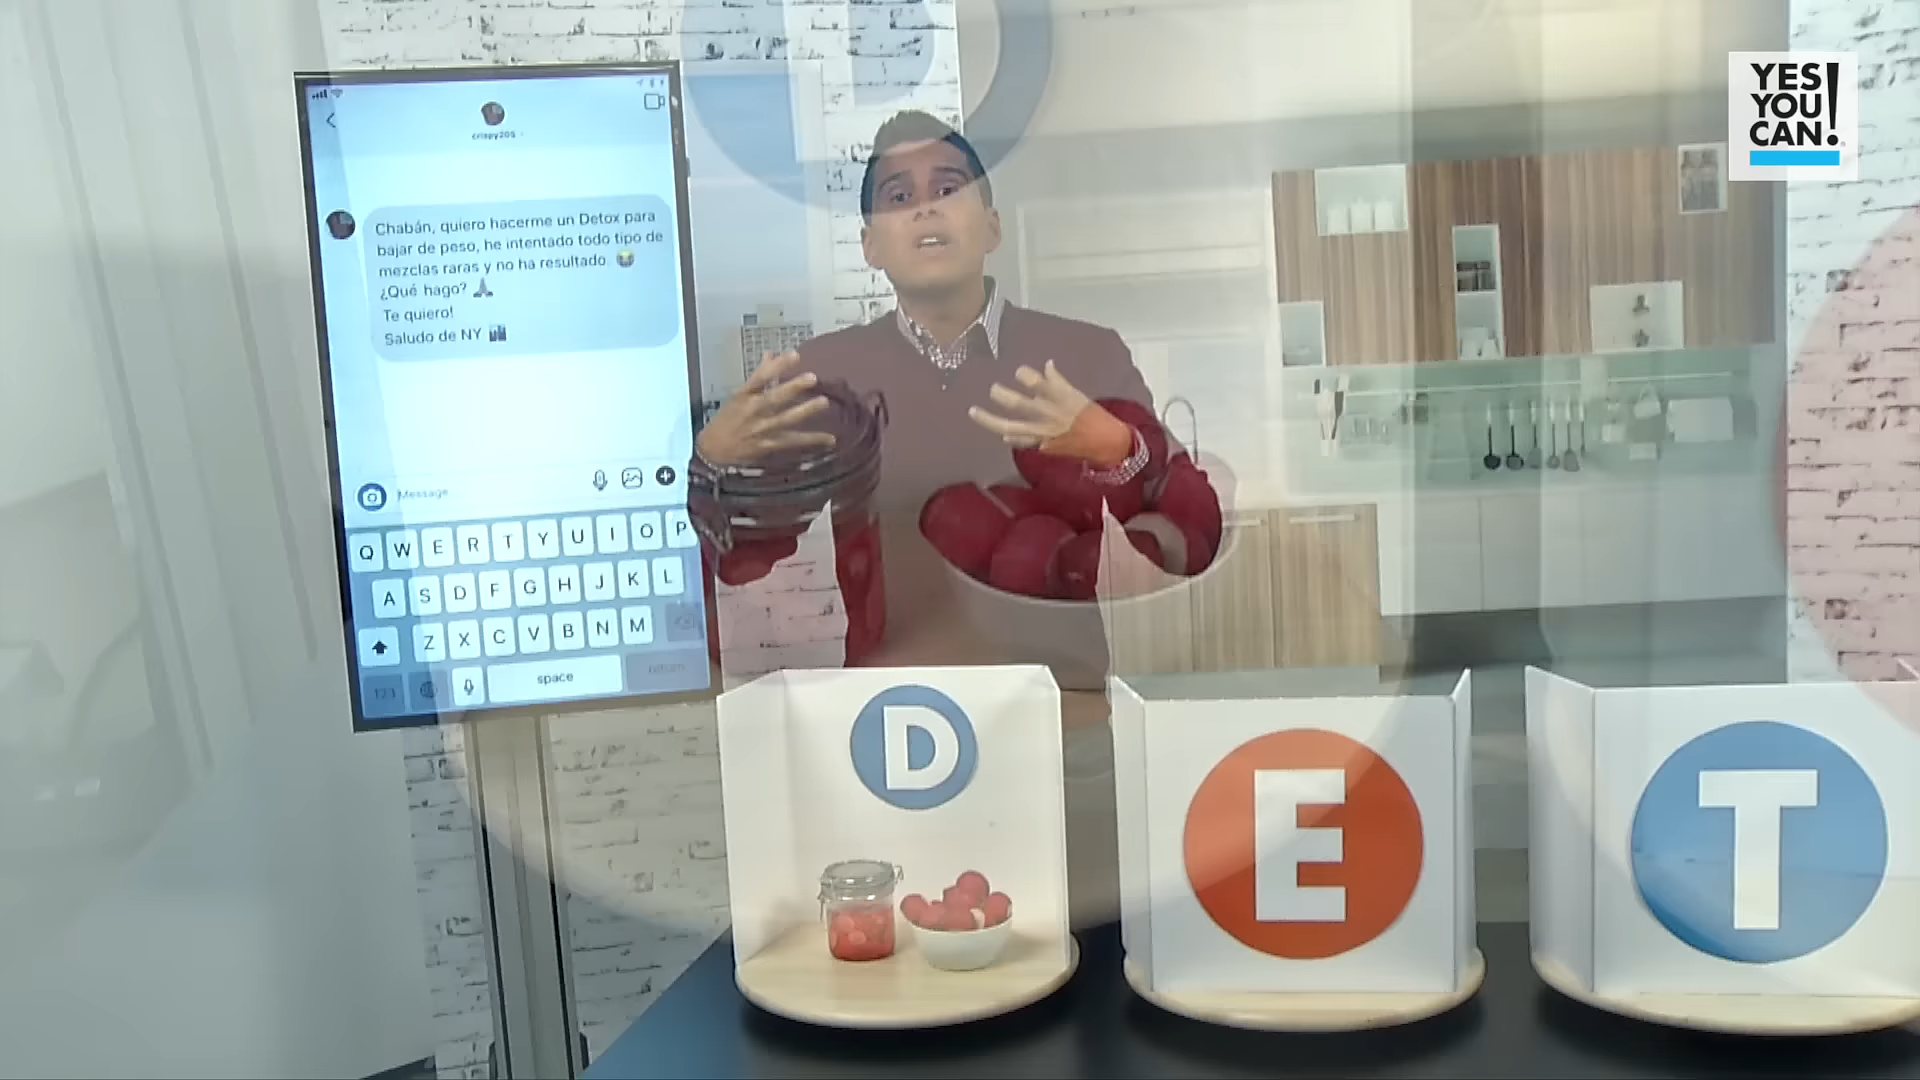 YES
YOU
CAN!
crispy205
Chabán, quiero hacerme un Detox para
bajar de peso, he intentado todo tipo de
mezclas raras y no ha resultado. 😭
¿Qué hago? 🙏
Te quiero!
Saludo de NY 🏙
Message...
Q W E R T Y U I O P
A S D F G H J K L
Z X C V B N M
123 space return
D
D E T